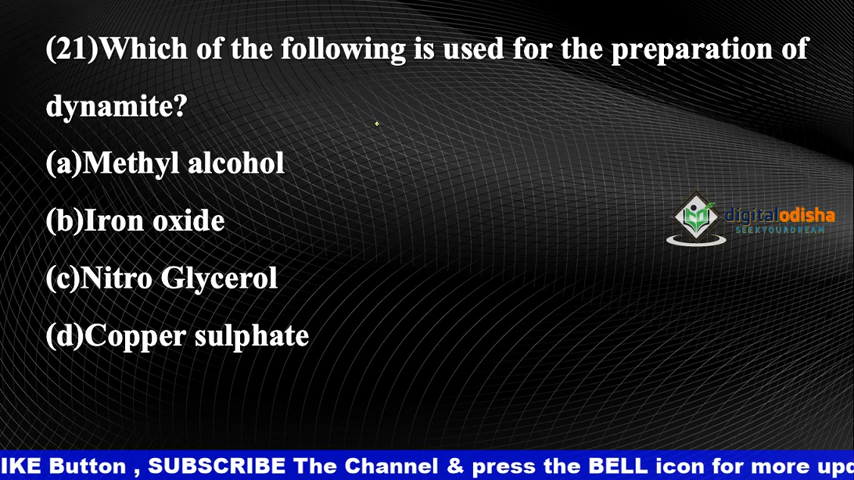 (21)Which of the following is used for the preparation of
dynamite?
(a)Methyl alcohol
(b)Iron oxide
(c)Nitro Glycerol
(d)Copper sulphate
digitalodisha
SEEKYOURDREAM
IKE Button , SUBSCRIBE The Channel & press the BELL icon for more upd